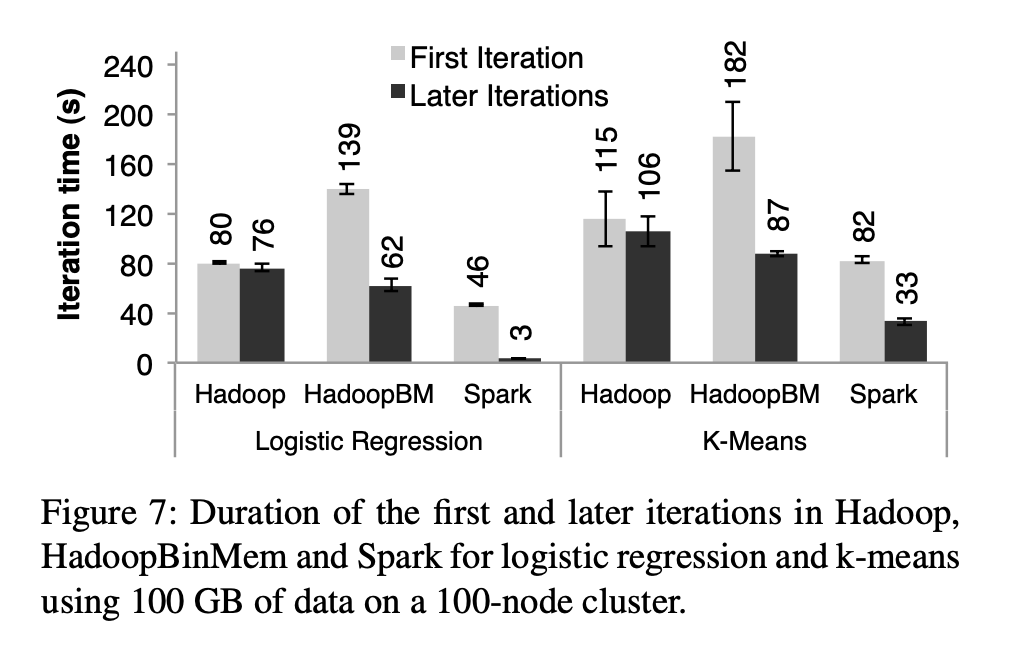 First Iteration
Later Iterations
Iteration time (s)
240
200
160
120
80
40
0
80
76
139
62
46
3
115
106
182
87
82
33
Hadoop HadoopBM Spark Hadoop HadoopBM Spark
Logistic Regression K-Means
Figure 7: Duration of the first and later iterations in Hadoop,
HadoopBinMem and Spark for logistic regression and k-means
using 100 GB of data on a 100-node cluster.